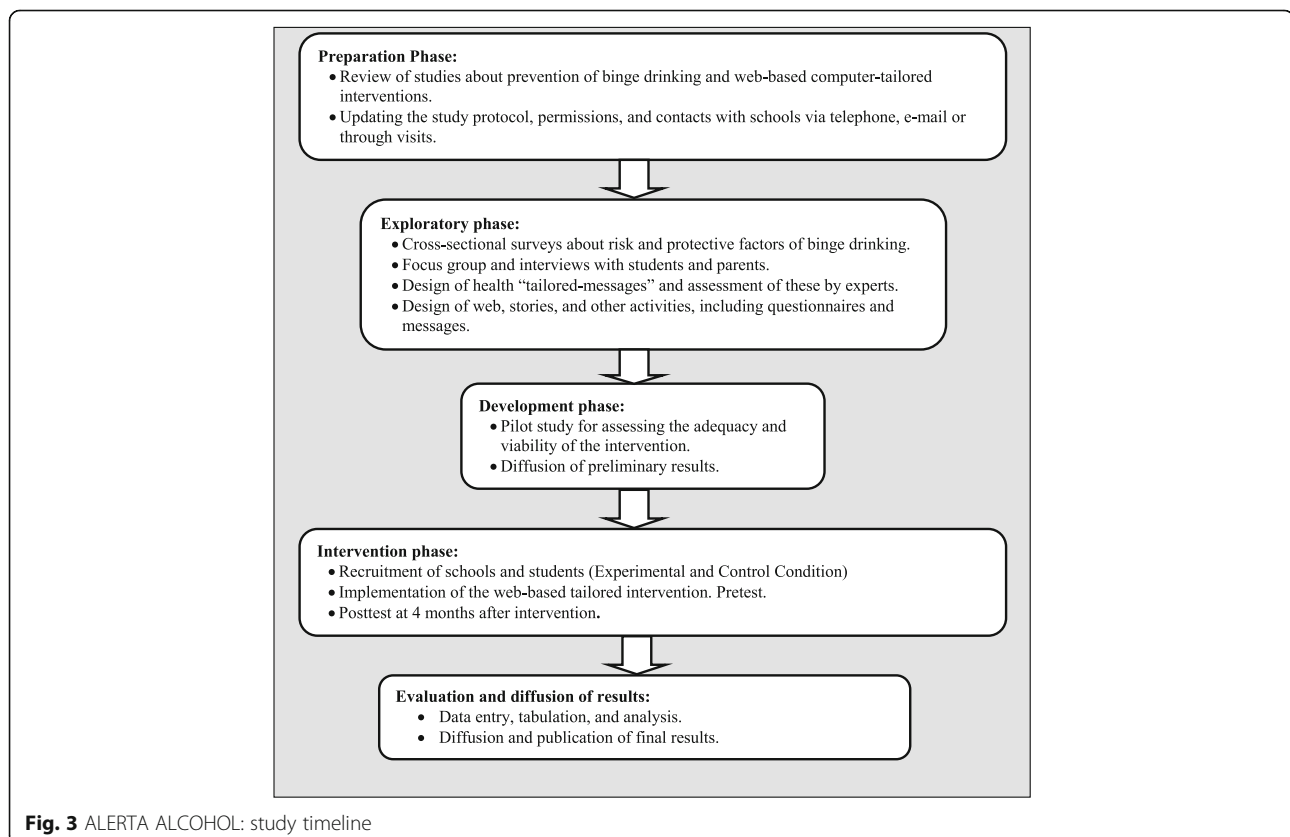 Preparation Phase:
• Review of studies about prevention of binge drinking and web-based computer-tailored
interventions.
• Updating the study protocol, permissions, and contacts with schools via telephone, e-mail or
through visits.
Exploratory phase:
• Cross-sectional surveys about risk and protective factors of binge drinking.
• Focus group and interviews with students and parents.
• Design of health “tailored-messages” and assessment of these by experts.
• Design of web, stories, and other activities, including questionnaires and
messages.
Development phase:
• Pilot study for assessing the adequacy and
viability of the intervention.
• Diffusion of preliminary results.
Intervention phase:
• Recruitment of schools and students (Experimental and Control Condition)
• Implementation of the web-based tailored intervention. Pretest.
• Posttest at 4 months after intervention.
Evaluation and diffusion of results:
• Data entry, tabulation, and analysis.
• Diffusion and publication of final results.
Fig. 3 ALERTA ALCOHOL: study timeline